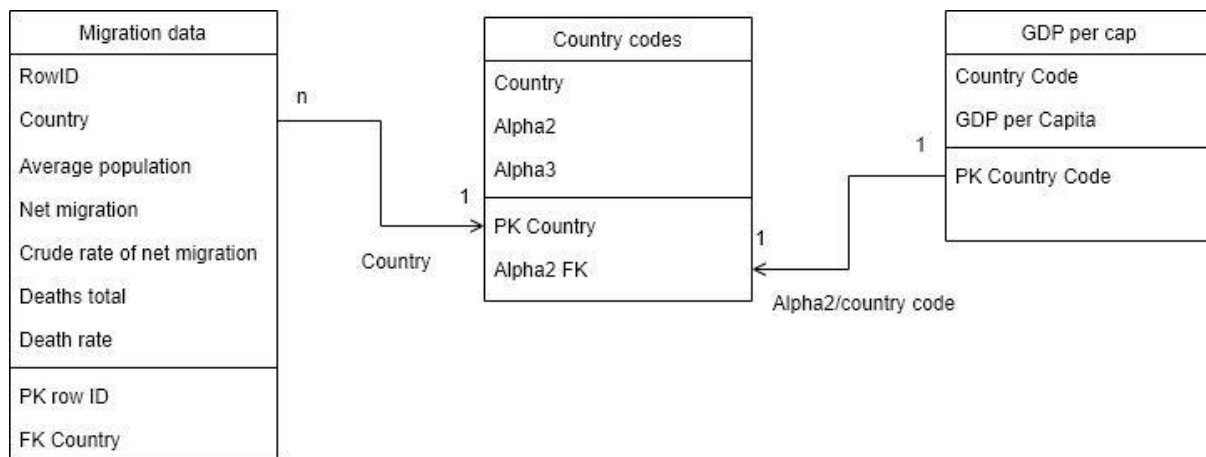 Migration data
RowID
Country
Average population
Net migration
Crude rate of net migration
Deaths total
Death rate
PK row ID
FK Country
n
1
Country
Country codes
Country
Alpha2
Alpha3
PK Country
Alpha2 FK
1
1
Alpha2/country code
GDP per cap
Country Code
GDP per Capita
PK Country Code